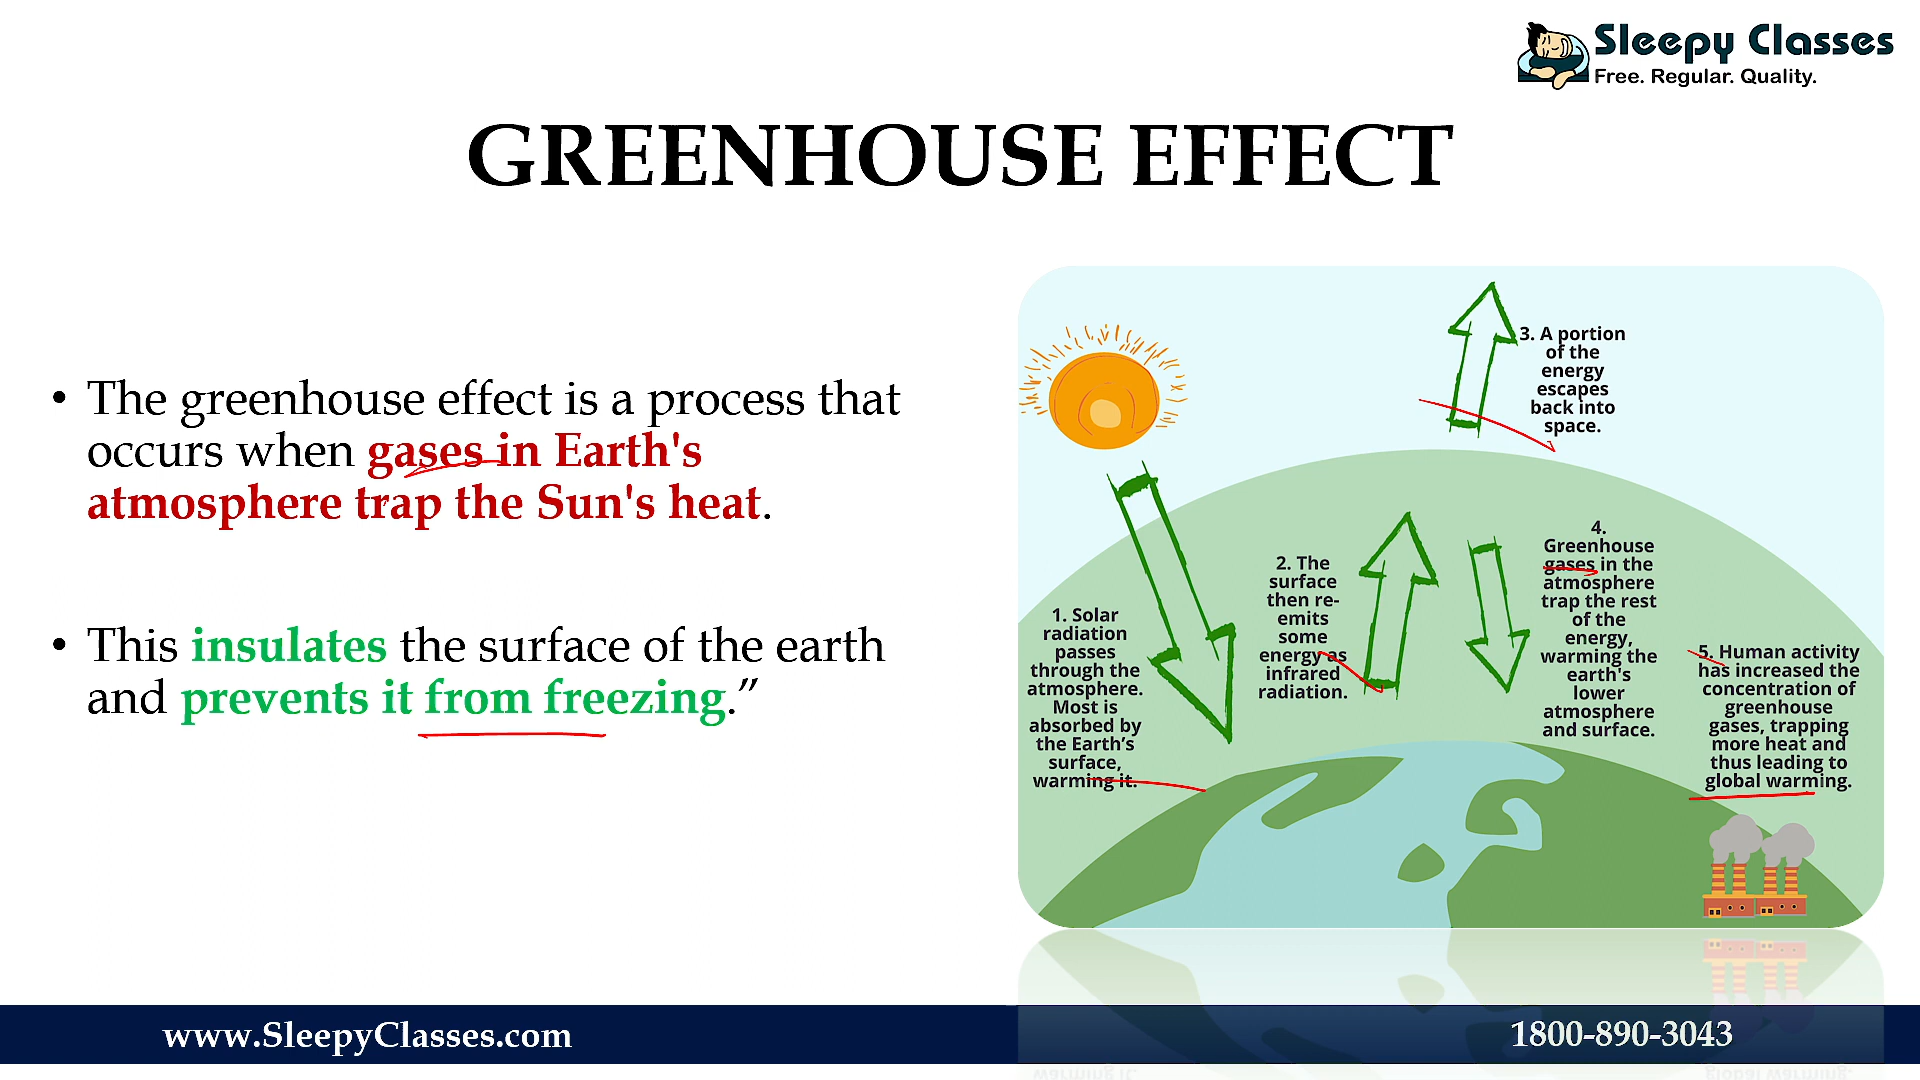 Sleepy Classes
Free. Regular. Quality.
GREENHOUSE EFFECT
• The greenhouse effect is a process that
occurs when gases in Earth's
atmosphere trap the Sun's heat.
• This insulates the surface of the earth
and prevents it from freezing.”
1. Solar
radiation
passes
through the
atmosphere.
Most is
absorbed by
the Earth’s
surface,
warming it.
2. The
surface
then re-
emits
some
energy as
infrared
radiation.
3. A portion
of the
energy
escapes
back into
space.
4.
Greenhouse
gases in the
atmosphere
trap the rest
of the
energy,
warming the
earth's
lower
atmosphere
and surface.
5. Human activity
has increased the
concentration of
greenhouse
gases, trapping
more heat and
thus leading to
global warming.
www.SleepyClasses.com
1800-890-3043